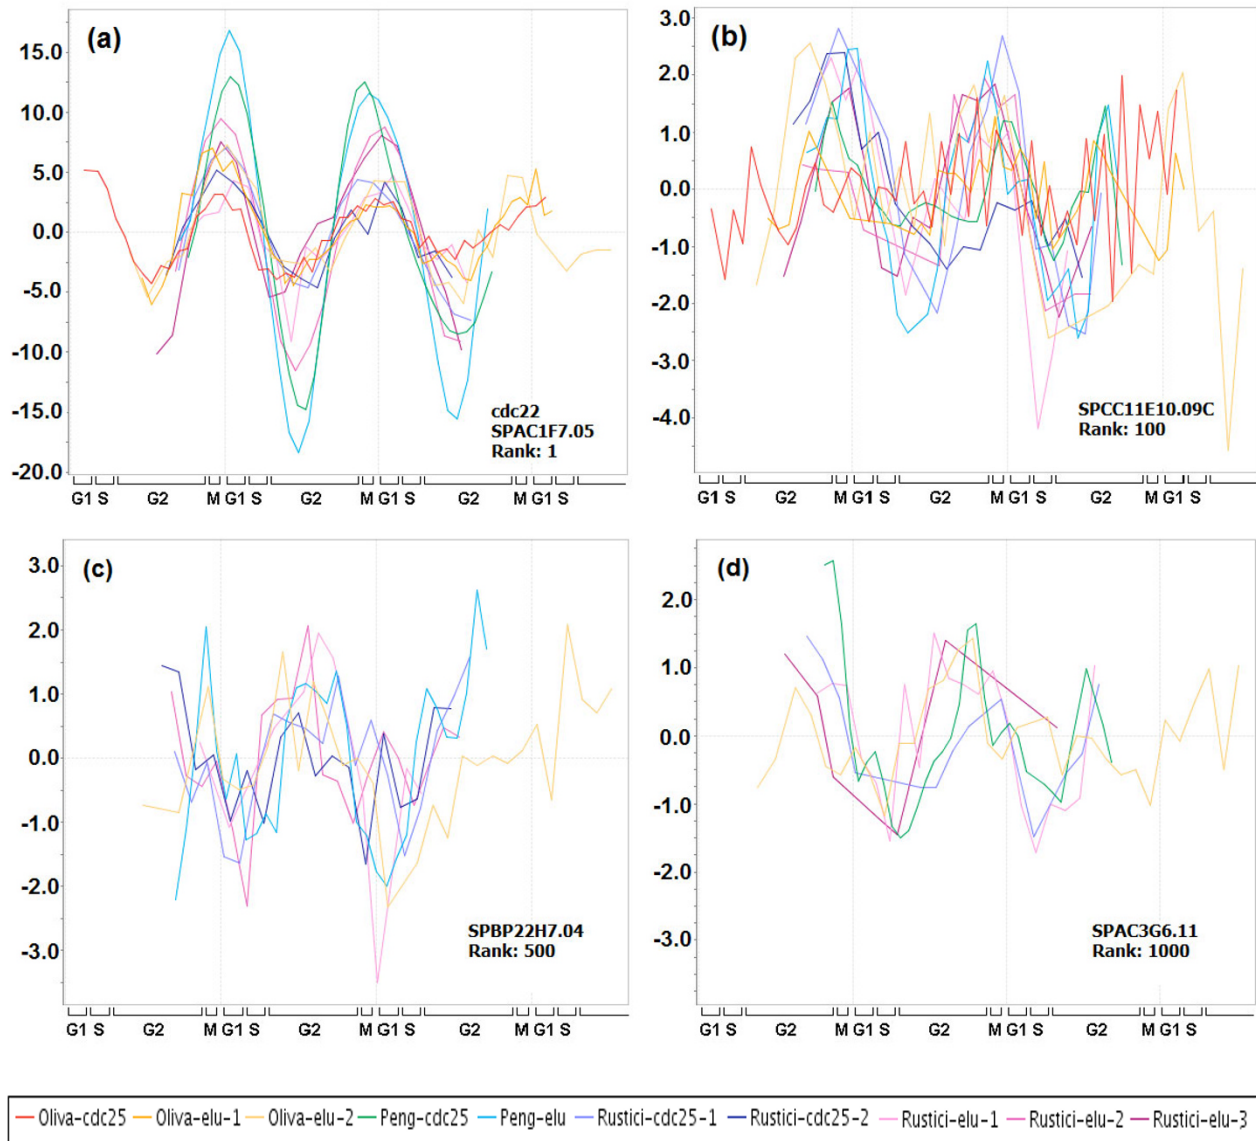 (a)
15.0
10.0
5.0
0.0
-5.0
-10.0
-15.0
-20.0
cdc22
SPAC1F7.05
Rank: 1
G1 S G2 M G1 S G2 M G1 S G2 M G1 S
(b)
3.0
2.0
1.0
0.0
-1.0
-2.0
-3.0
-4.0
SPCC11E10.09C
Rank: 100
G1 S G2 M G1 S G2 M G1 S G2 M G1 S
(c)
3.0
2.0
1.0
0.0
-1.0
-2.0
-3.0
SPBP22H7.04
Rank: 500
G1 S G2 M G1 S G2 M G1 S G2 M G1 S
(d)
2.0
1.0
0.0
-1.0
-2.0
-3.0
SPAC3G6.11
Rank: 1000
G1 S G2 M G1 S G2 M G1 S G2 M G1 S
Oliva-cdc25 Oliva-elu-1 Oliva-elu-2 Peng-cdc25 Peng-elu Rustici-cdc25-1 Rustici-cdc25-2 Rustici-elu-1 Rustici-elu-2 Rustici-elu-3